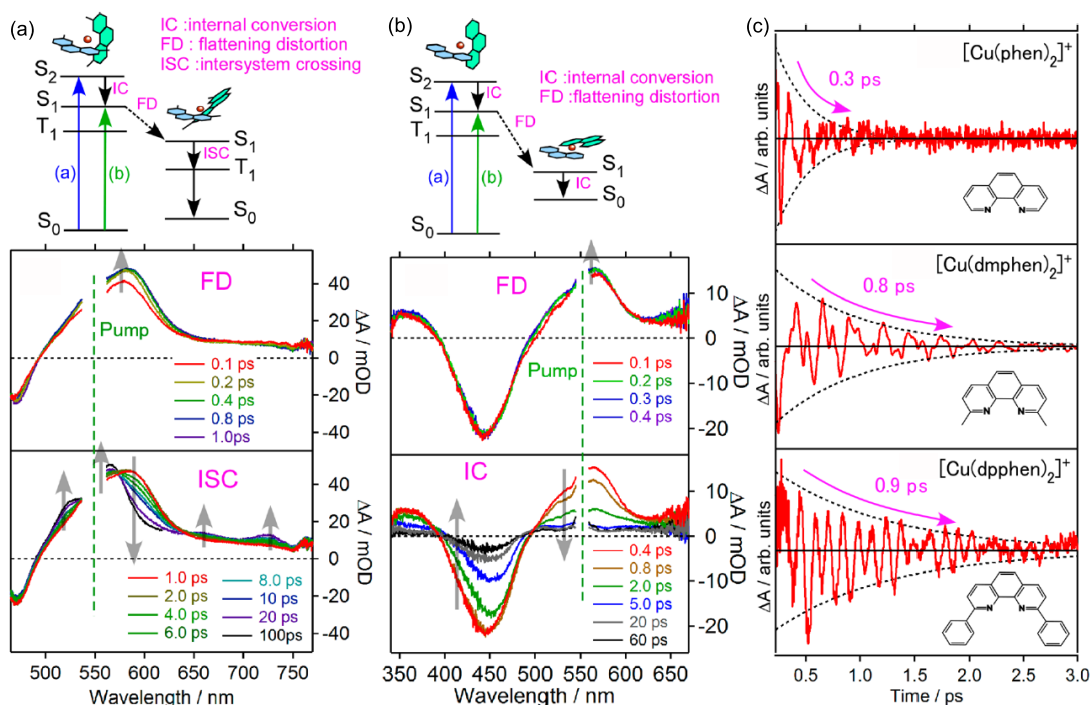 (a)
IC :internal conversion
FD : flattening distortion
ISC: intersystem crossing
S2
IC
S1
FD
T1
S1
ISC
T1
(a)
(b)
S0
S0
FD
Pump
0.1 ps
0.2 ps
0.4 ps
0.8 ps
1.0ps
40
20
0
-20
-40
ΔA / mOD
ISC
1.0 ps
2.0 ps
4.0 ps
6.0 ps
8.0 ps
10 ps
20 ps
100ps
40
20
0
-20
-40
ΔA / mOD
500 550 600 650 700 750
Wavelength / nm
(b)
IC :internal conversion
FD :flattening distortion
S2
IC
S1
FD
T1
S1
IC
S0
(a)
(b)
S0
FD
Pump
0.1 ps
0.2 ps
0.3 ps
0.4 ps
10
0
-10
-20
ΔA / mOD
IC
0.4 ps
0.8 ps
2.0 ps
5.0 ps
20 ps
60 ps
10
0
-10
-20
ΔA / mOD
350 400 450 500 550 600 650
Wavelength / nm
(c)
[Cu(phen)2]+
0.3 ps
ΔA / arb. units
N N
[Cu(dmphen)2]+
0.8 ps
ΔA / arb. units
N N
[Cu(dpphen)2]+
0.9 ps
ΔA / arb. units
N N
0.5 1.0 1.5 2.0 2.5 3.0
Time / ps